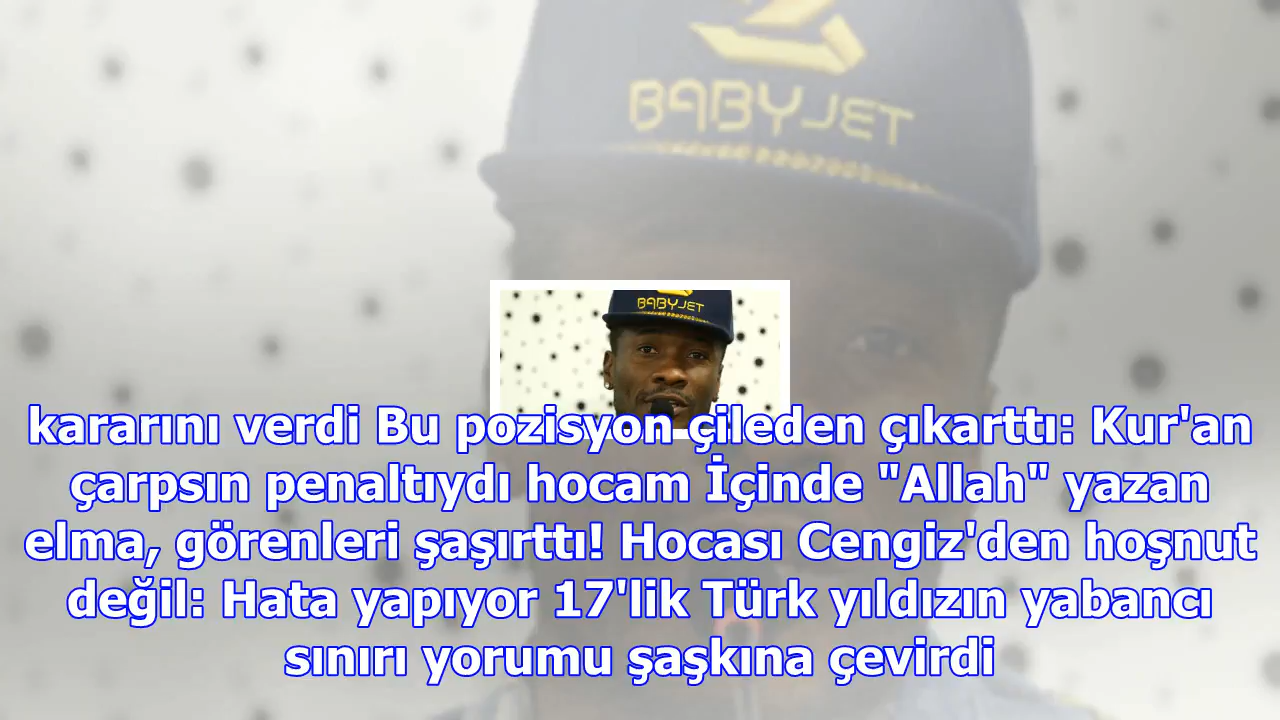 BABYJET
BABYJET
kararını verdi Bu pozisyon çileden çıkarttı: Kur'an
çarpsın penaltıydı hocam İçinde "Allah" yazan
elma, görenleri şaşırttı! Hocası Cengiz'den hoşnut
değil: Hata yapıyor 17'lik Türk yıldızın yabancı
sınırı yorumu şaşkına çevirdi